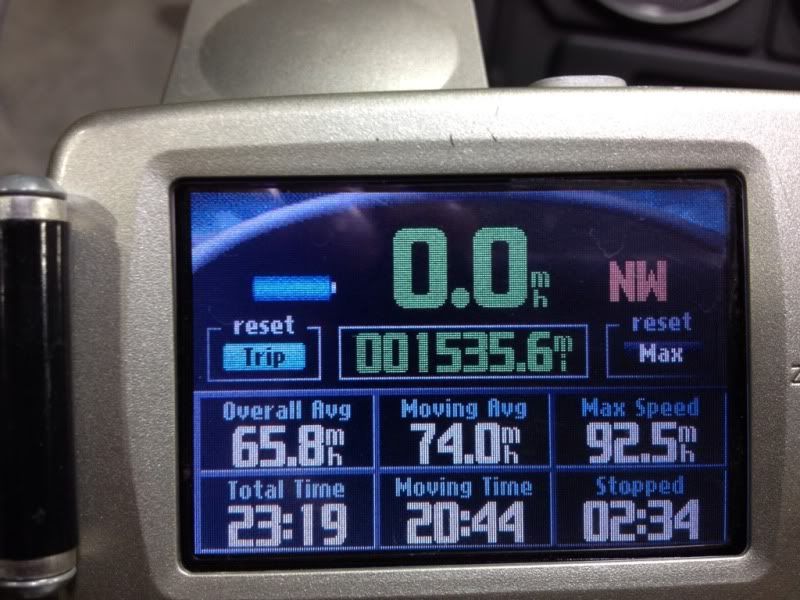 0.0 mh
NW
reset
Trip
001535.6 mi
reset
Max
Overall Avg
Moving Avg
Max Speed
65.8 mh
74.0 mh
92.5 mh
Total Time
Moving Time
Stopped
23:19
20:44
02:34